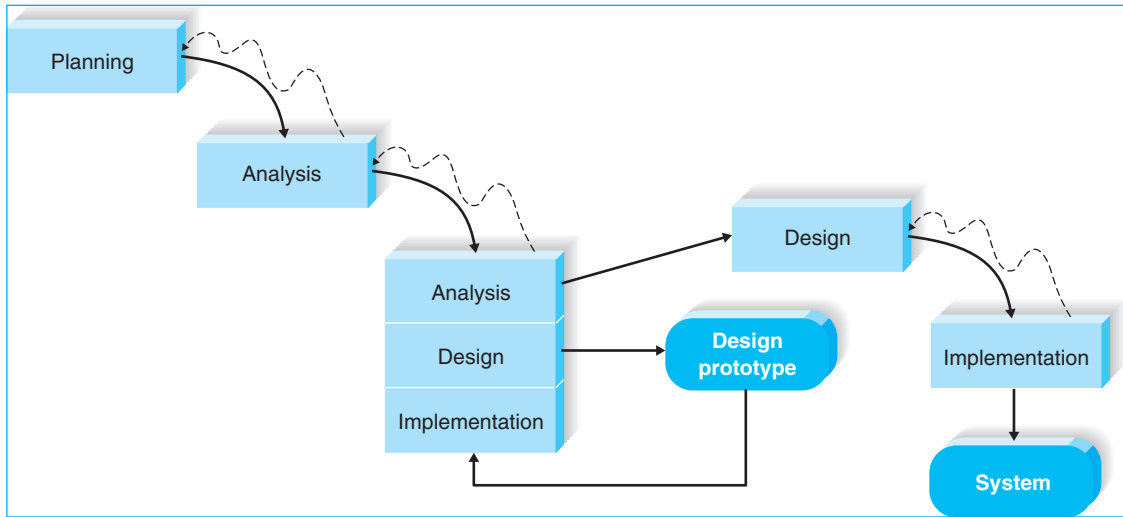 Planning
Analysis
Analysis
Design
Implementation
Design
prototype
Design
Implementation
System